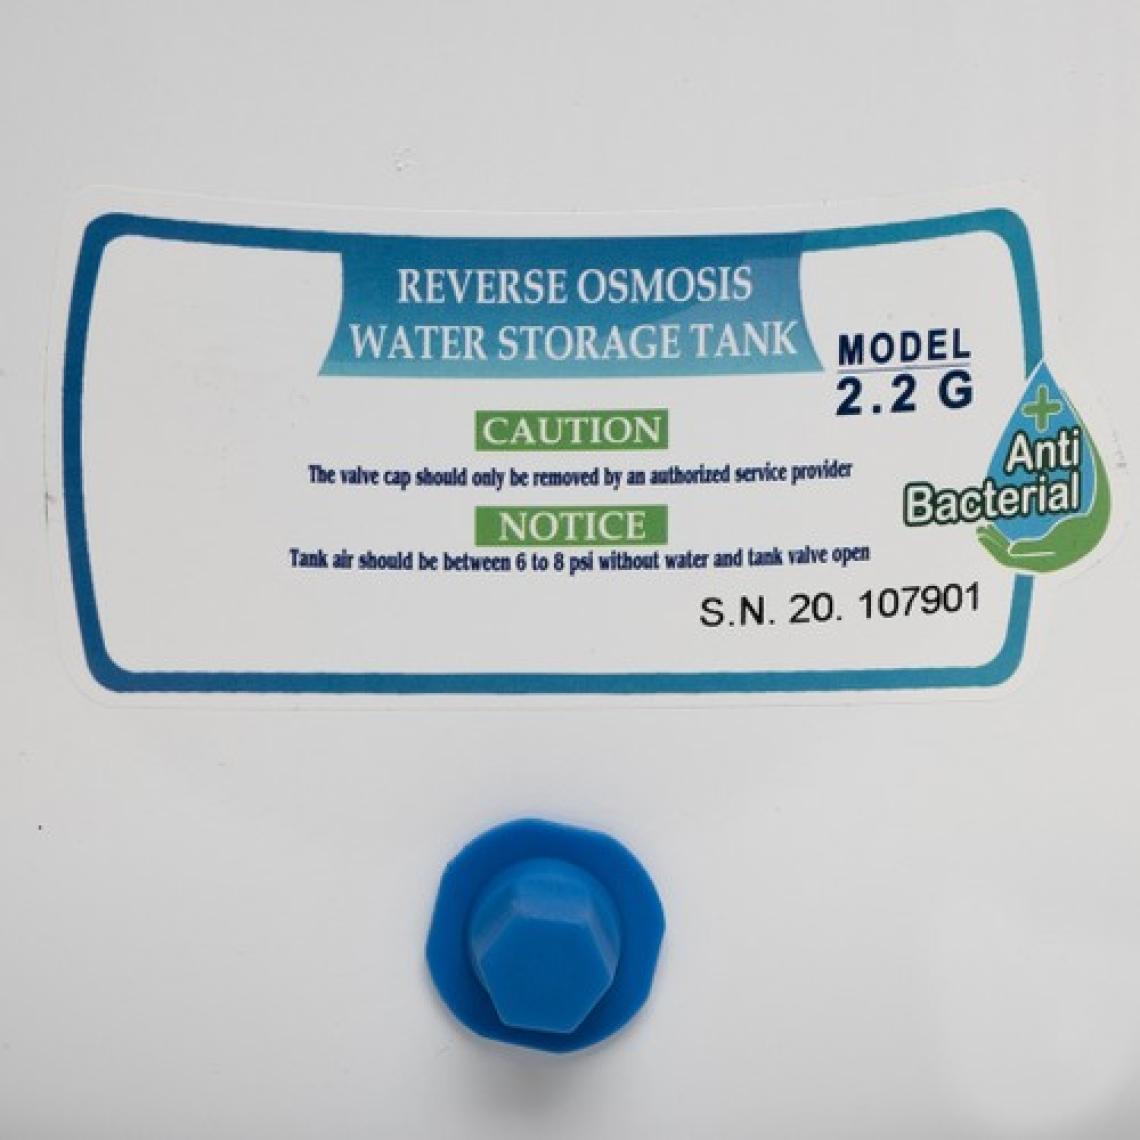 REVERSE OSMOSIS
WATER STORAGE TANK
MODEL
2.2 G
CAUTION
The valve cap should only be removed by an authorized service provider
NOTICE
Tank air should be between 6 to 8 psi without water and tank valve open
Anti
Bacterial
S.N. 20. 107901